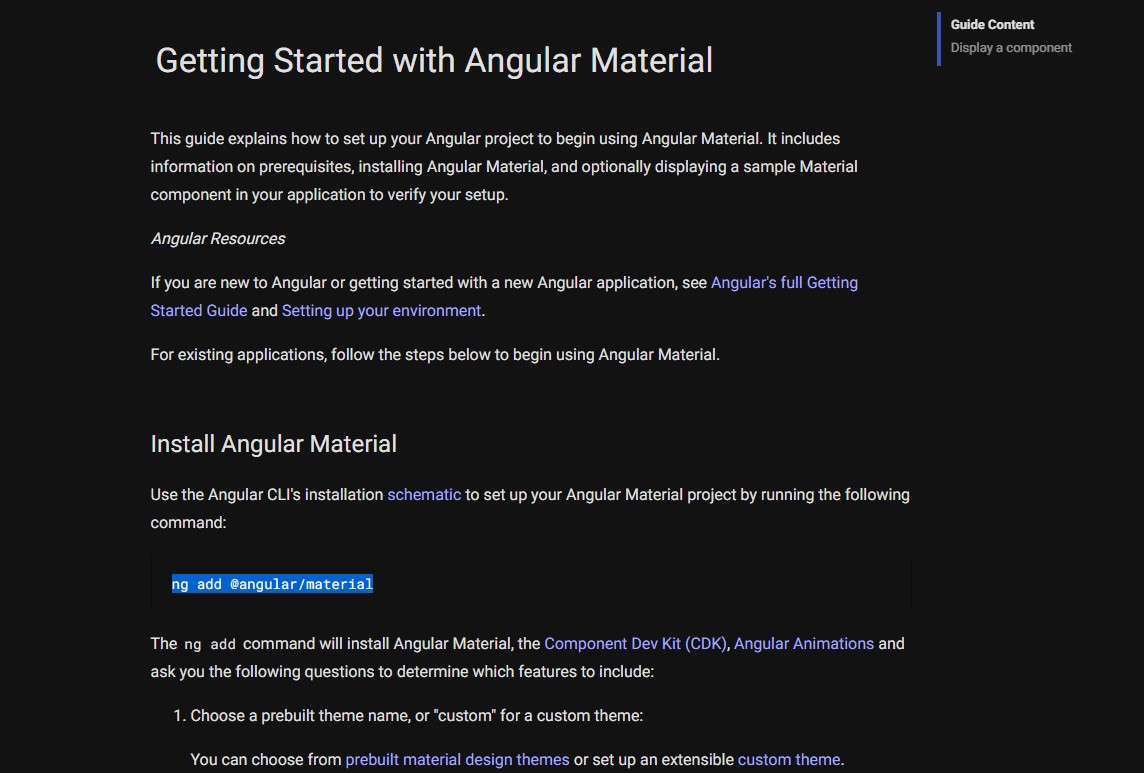 Guide Content
Display a component
Getting Started with Angular Material
This guide explains how to set up your Angular project to begin using Angular Material. It includes
information on prerequisites, installing Angular Material, and optionally displaying a sample Material
component in your application to verify your setup.
Angular Resources
If you are new to Angular or getting started with a new Angular application, see Angular's full Getting
Started Guide and Setting up your environment.
For existing applications, follow the steps below to begin using Angular Material.
Install Angular Material
Use the Angular CLI's installation schematic to set up your Angular Material project by running the following
command:
ng add @angular/material
The ng add command will install Angular Material, the Component Dev Kit (CDK), Angular Animations and
ask you the following questions to determine which features to include:
1. Choose a prebuilt theme name, or "custom" for a custom theme:
You can choose from prebuilt material design themes or set up an extensible custom theme.